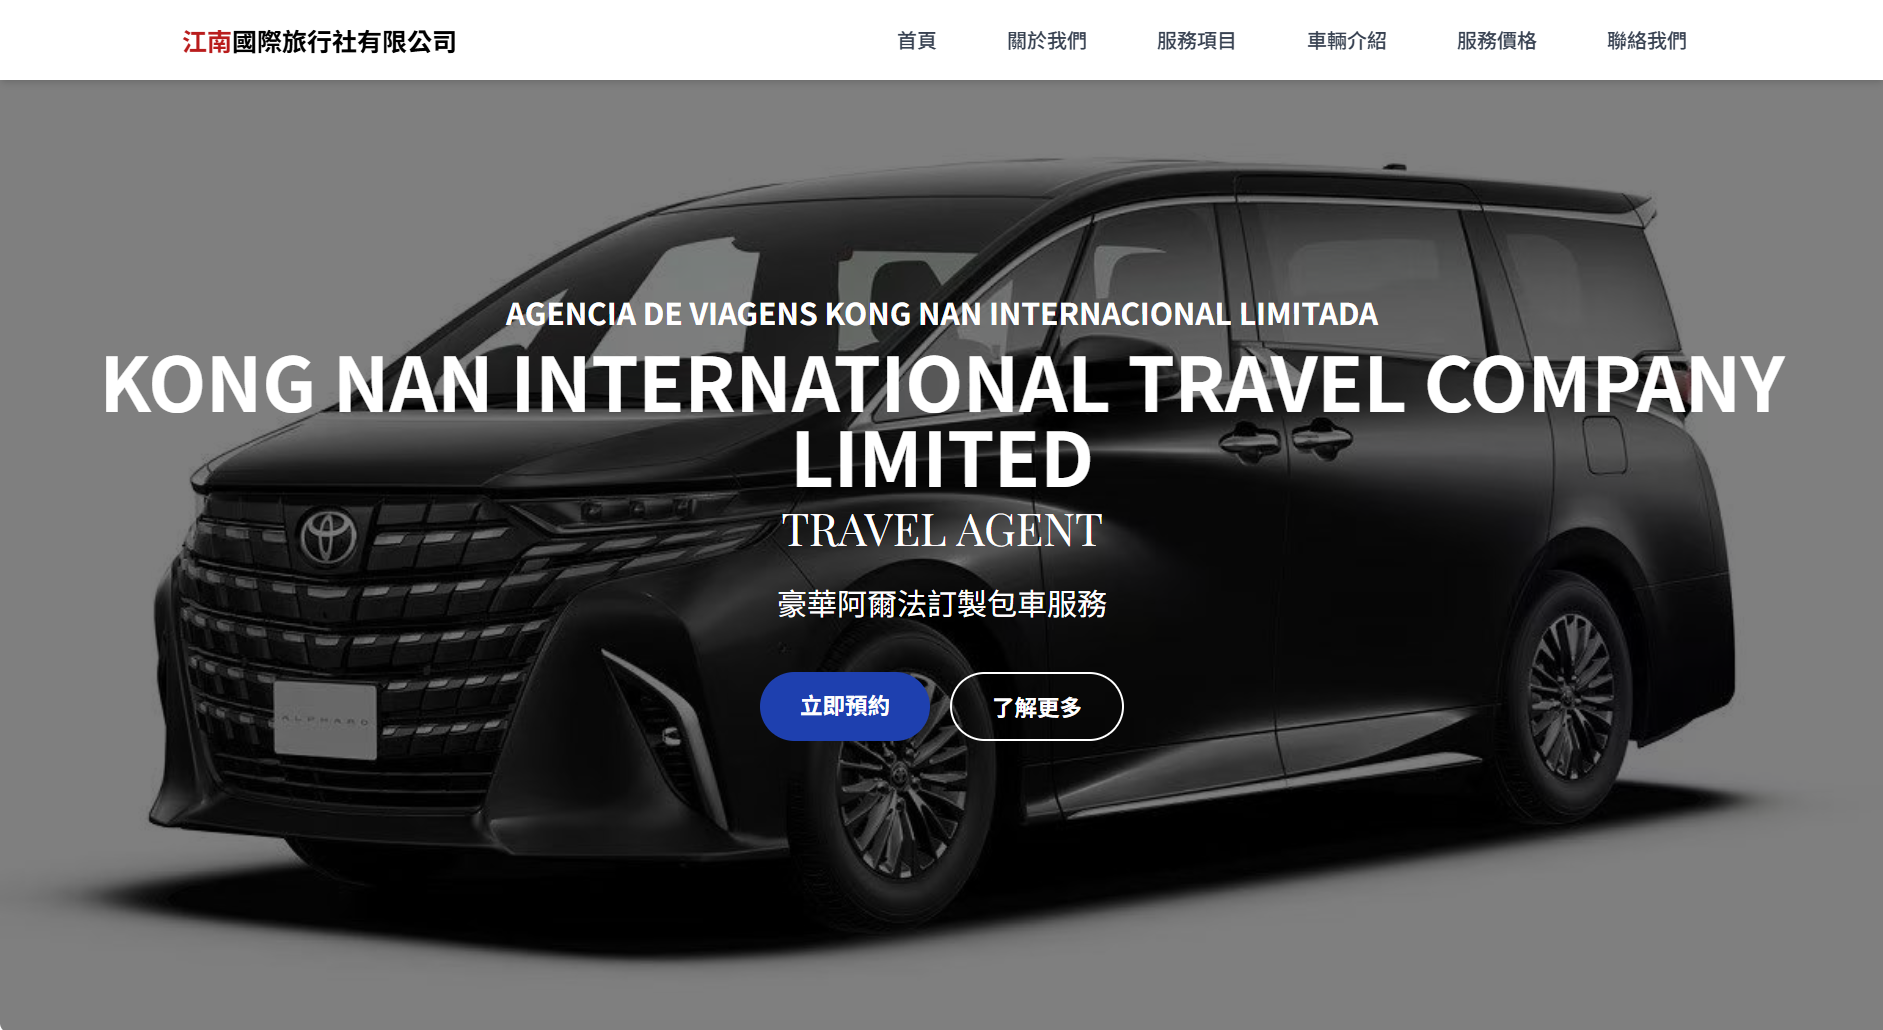 江南國際旅行社有限公司
首頁 關於我們 服務項目 車輛介紹 服務價格 聯絡我們
AGENCIA DE VIAGENS KONG NAN INTERNACIONAL LIMITADA
KONG NAN INTERNATIONAL TRAVEL COMPANY
LIMITED
TRAVEL AGENT
豪華阿爾法訂製包車服務
立即預約 了解更多
ALPHARD